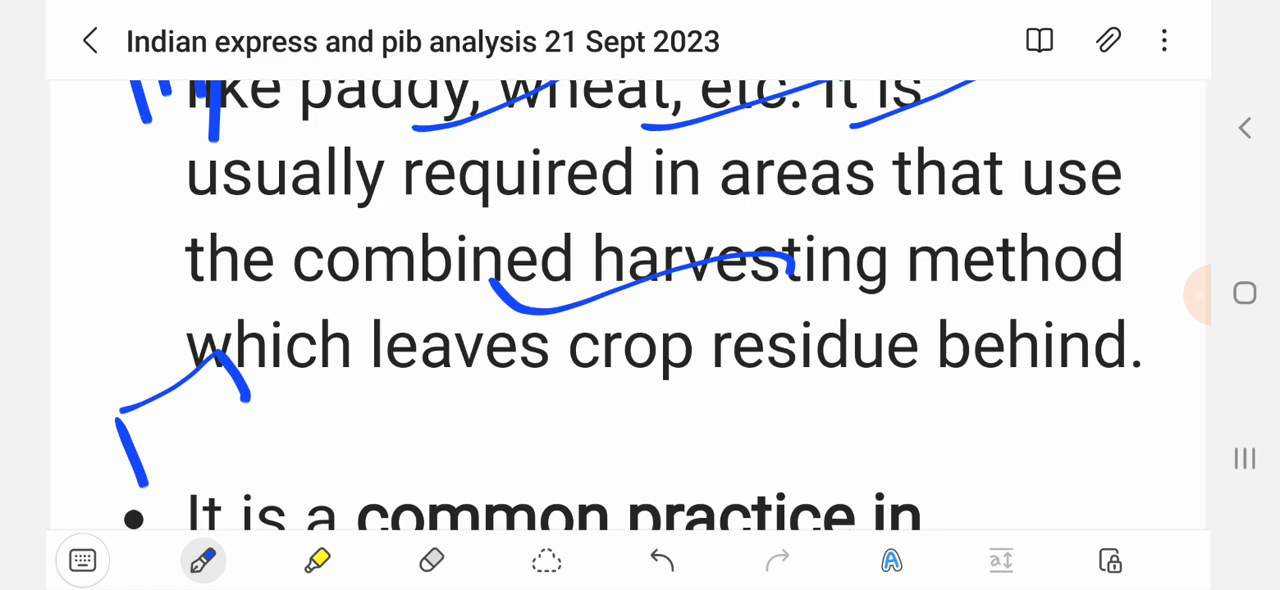 Indian express and pib analysis 21 Sept 2023
like paddy, wheat, etc. It is
usually required in areas that use
the combined harvesting method
which leaves crop residue behind.
• It is a common practice in